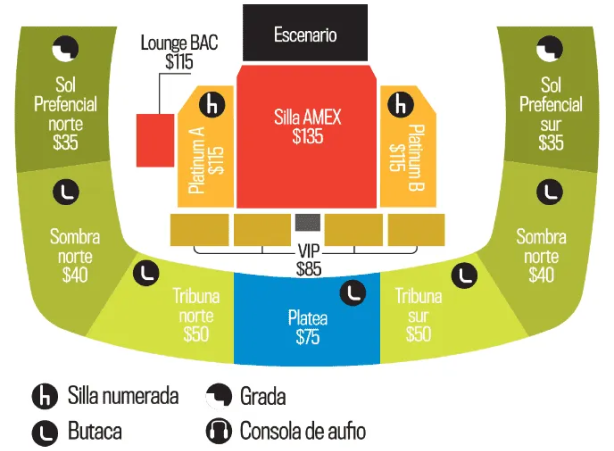 Escenario
Lounge BAC
$115
Silla AMEX
$135
Platinum A
$115
Platinum B
$115
Sol
Prefencial
norte
$35
Sol
Prefencial
sur
$35
Sombra
norte
$40
Sombra
norte
$40
VIP
$85
Tribuna
norte
$50
Platea
$75
Tribuna
sur
$50
Silla numerada
Grada
Butaca
Consola de aufio